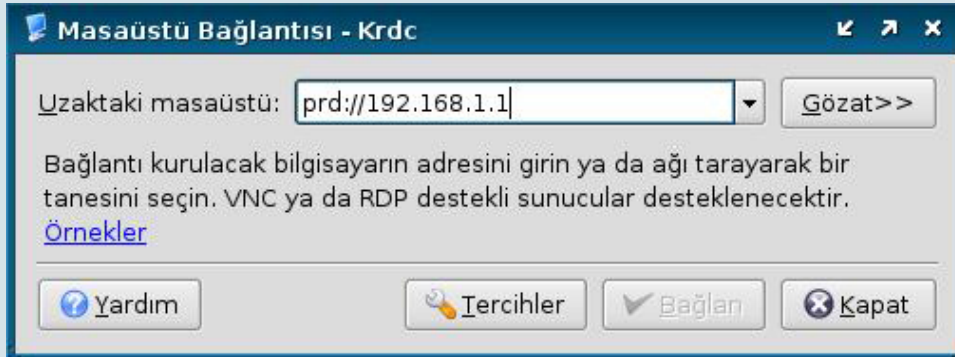 Masaüstü Bağlantısı - Krdc
Uzaktaki masaüstü: prd://192.168.1.1 Gözat>>
Bağlantı kurulacak bilgisayarın adresini girin ya da ağı tarayarak bir
tanesini seçin. VNC ya da RDP destekli sunucular desteklenecektir.
Örnekler
Yardım Tercihler Bağlan Kapat